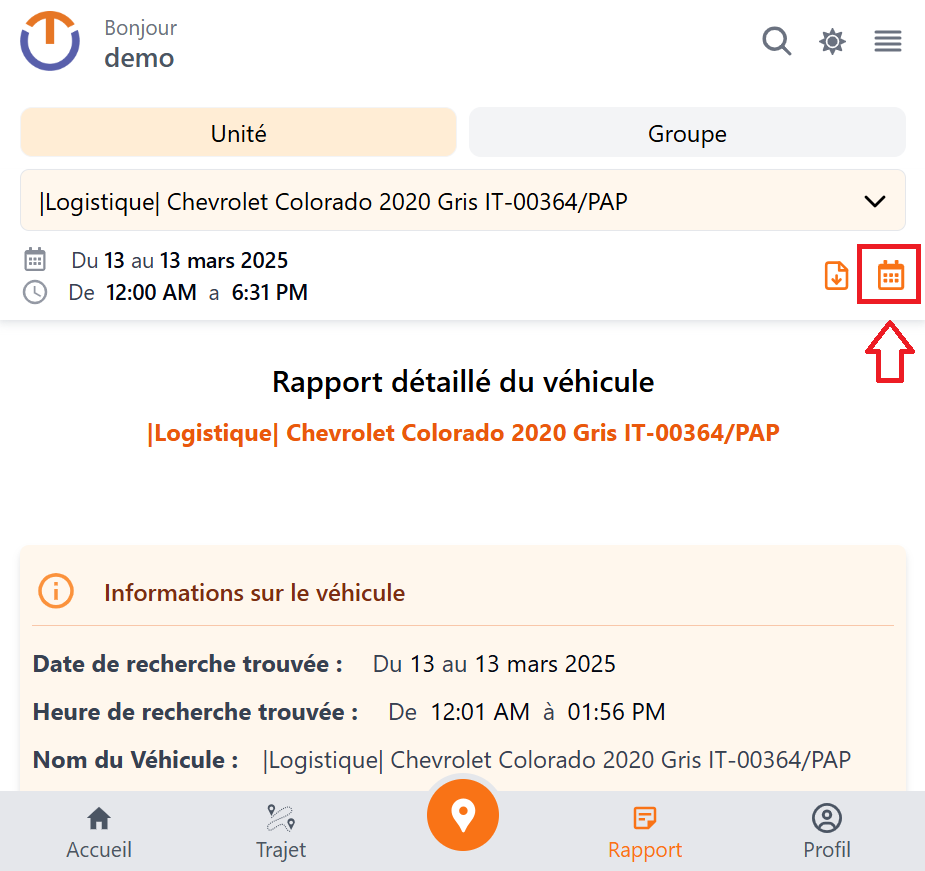 Bonjour
demo
Unité
Groupe
|Logistique| Chevrolet Colorado 2020 Gris IT-00364/PAP
Du 13 au 13 mars 2025
De 12:00 AM a 6:31 PM
Rapport détaillé du véhicule
|Logistique| Chevrolet Colorado 2020 Gris IT-00364/PAP
Informations sur le véhicule
Date de recherche trouvée : Du 13 au 13 mars 2025
Heure de recherche trouvée : De 12:01 AM à 01:56 PM
Nom du Véhicule : |Logistique| Chevrolet Colorado 2020 Gris IT-00364/PAP
Accueil
Trajet
Rapport
Profil